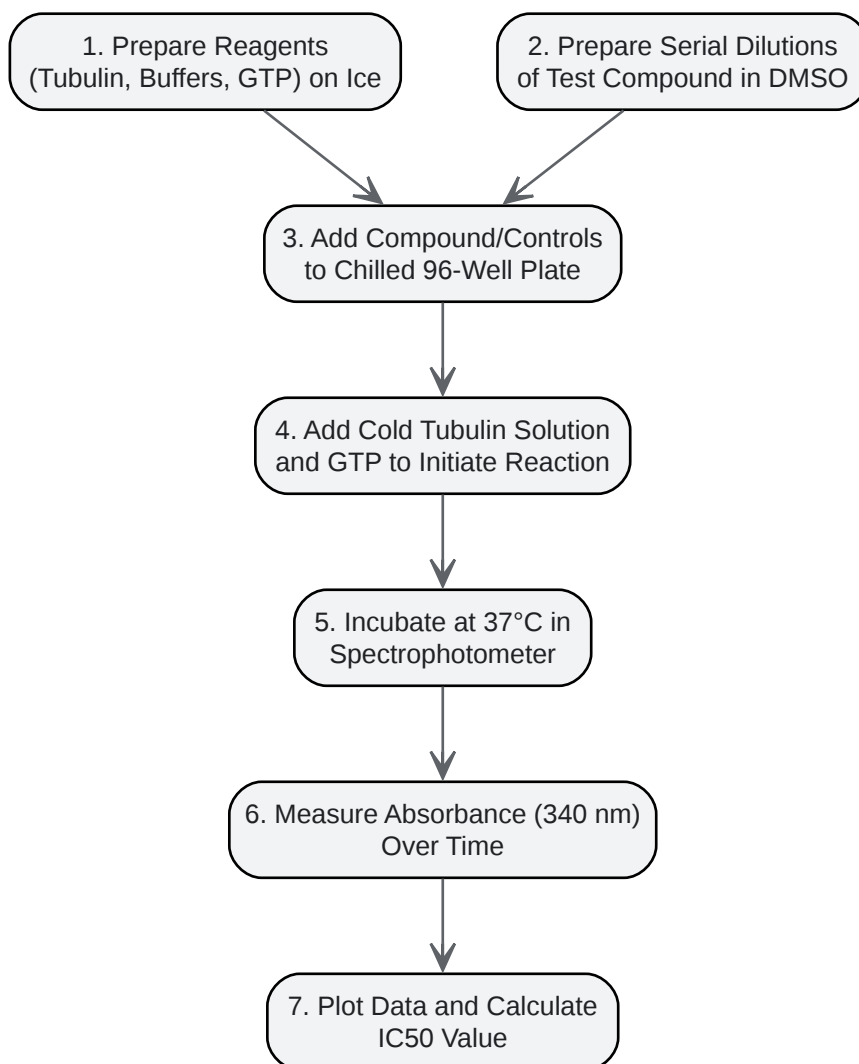 1. Prepare Reagents
(Tubulin, Buffers, GTP) on Ice
2. Prepare Serial Dilutions
of Test Compound in DMSO
3. Add Compound/Controls
to Chilled 96-Well Plate
4. Add Cold Tubulin Solution
and GTP to Initiate Reaction
5. Incubate at 37°C in
Spectrophotometer
6. Measure Absorbance (340 nm)
Over Time
7. Plot Data and Calculate
IC50 Value